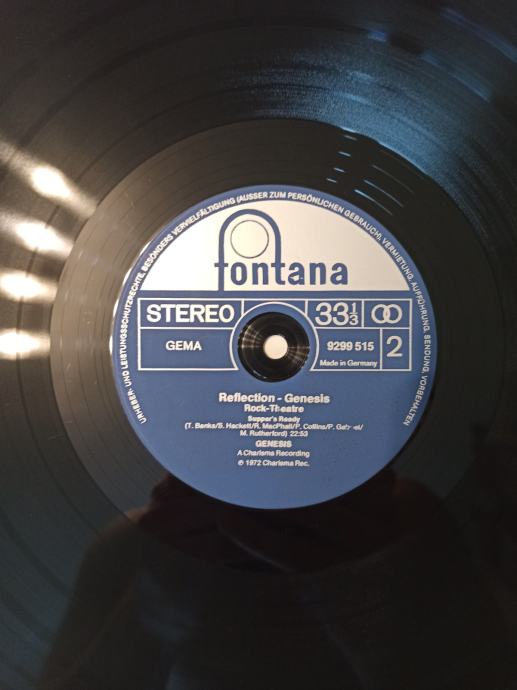 URHEBER- UND LEISTUNGSSCHUTZRECHTE, BESONDERS VERVIELFÄLTIGUNG (AUSSER ZUM PERSÖNLICHEN GEBRAUCH), VERMIETUNG, AUFFÜHRUNG, SENDUNG, VORBEHALTEN
fontana
STEREO 33⅓
GEMA 9299 515 2
Made in Germany
Reflection - Genesis
Rock-Theatre
Supper's Ready
(T. Banks/S. Hackett/R. MacPhail/P. Collins/P. Gabriel/
M. Rutherford) 22:53
GENESIS
A Charisma Recording
℗ 1972 Charisma Rec.